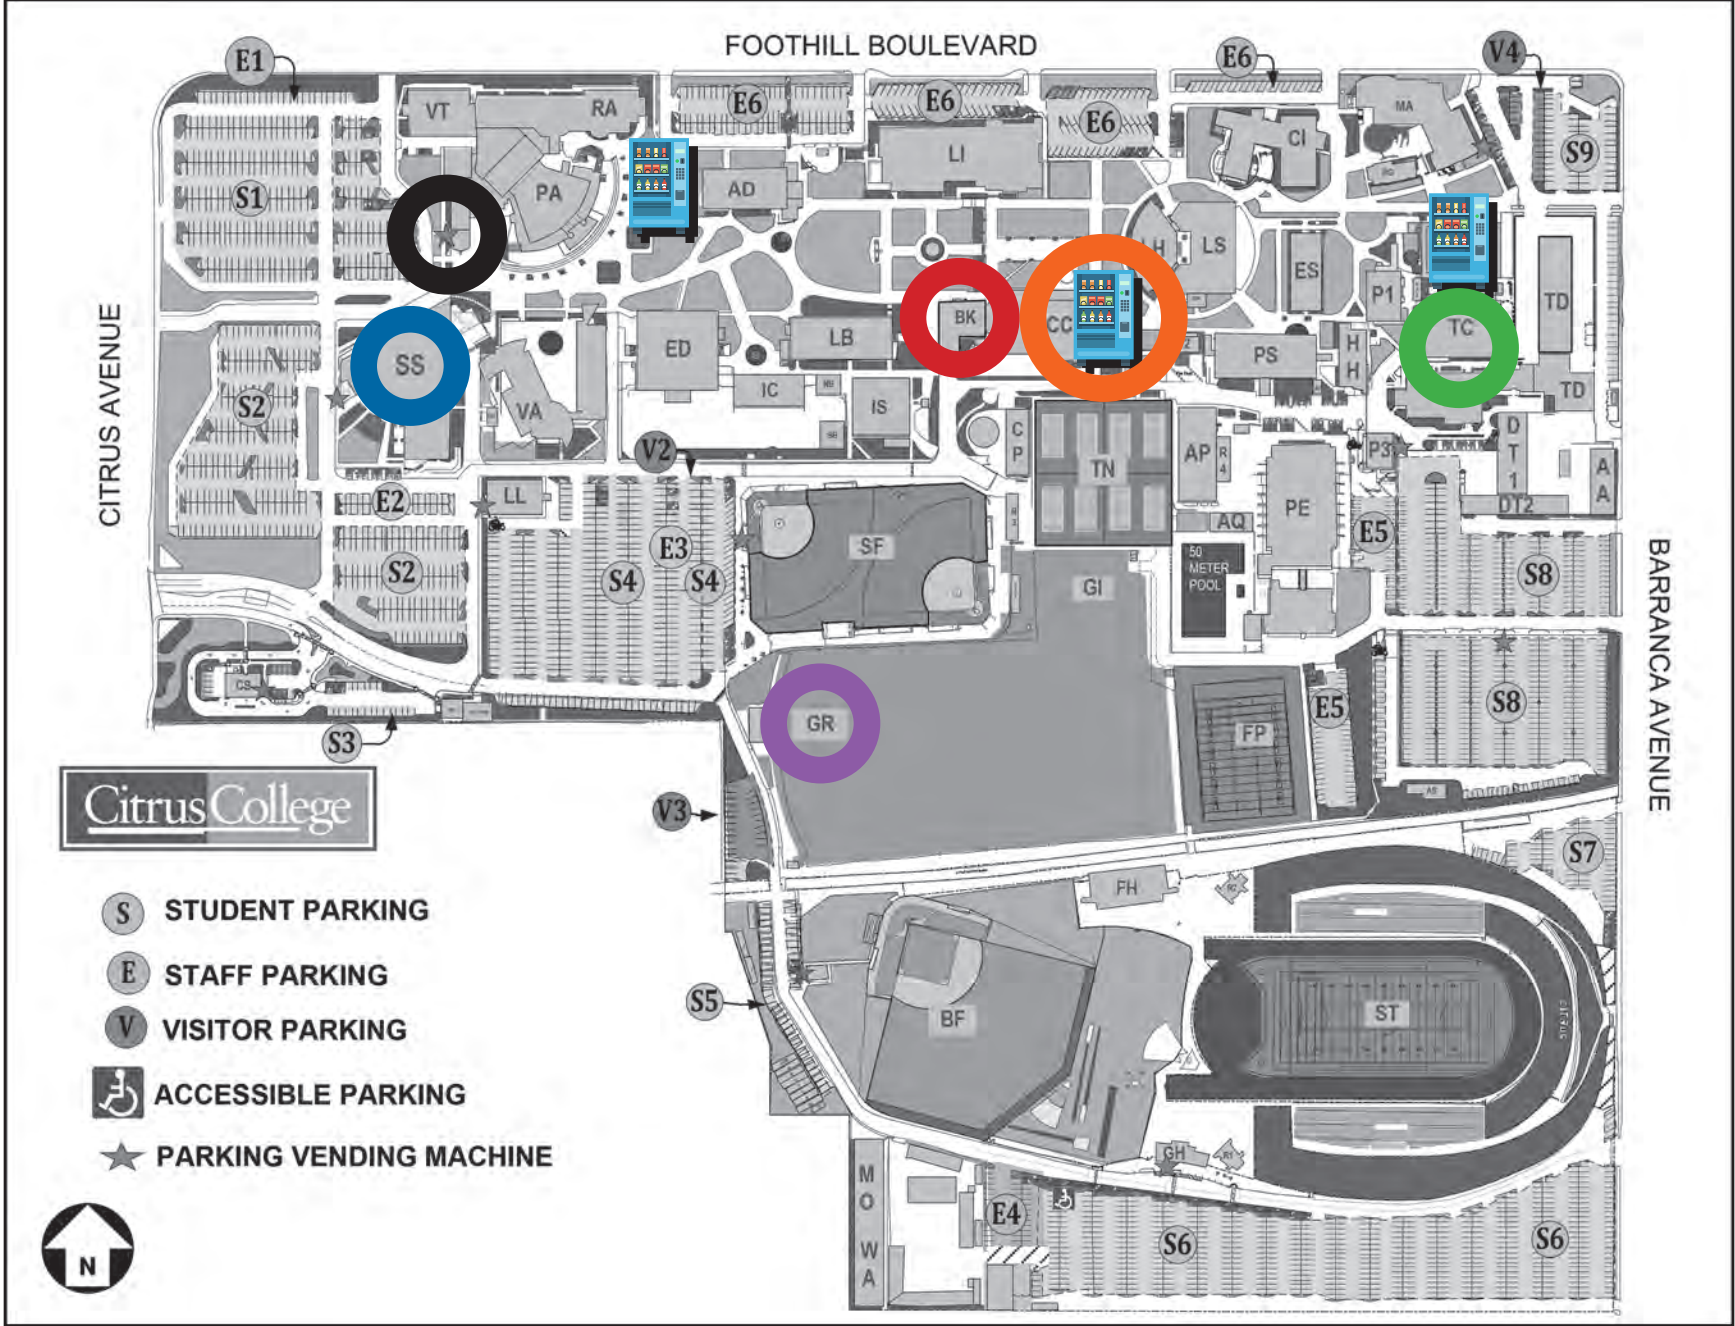 FOOTHILL BOULEVARD
E1
E6
V4
VT
RA
E6
E6
E6
MA
CI
S9
LI
S1
PA
AD
RG
H
LS
ES
P1
TD
BK
CC
TC
SS
ED
LB
PS
H
H
CITRUS AVENUE
IC
IS
TD
S2
VA
V2
C
P
TN
AP
R
4
P3
D
T
1
A
A
E2
LL
DT2
PE
AQ
E5
SF
E3
S2
S4
S4
50
METER
POOL
GI
S8
BARRANCA AVENUE
CS
GR
E5
S8
FP
S3
Citrus College
V3
S7
FH
S STUDENT PARKING
E STAFF PARKING
V VISITOR PARKING
S5
BF
ST
ACCESSIBLE PARKING
PARKING VENDING MACHINE
GH
R1
M
O
W
A
E4
S6
S6
N